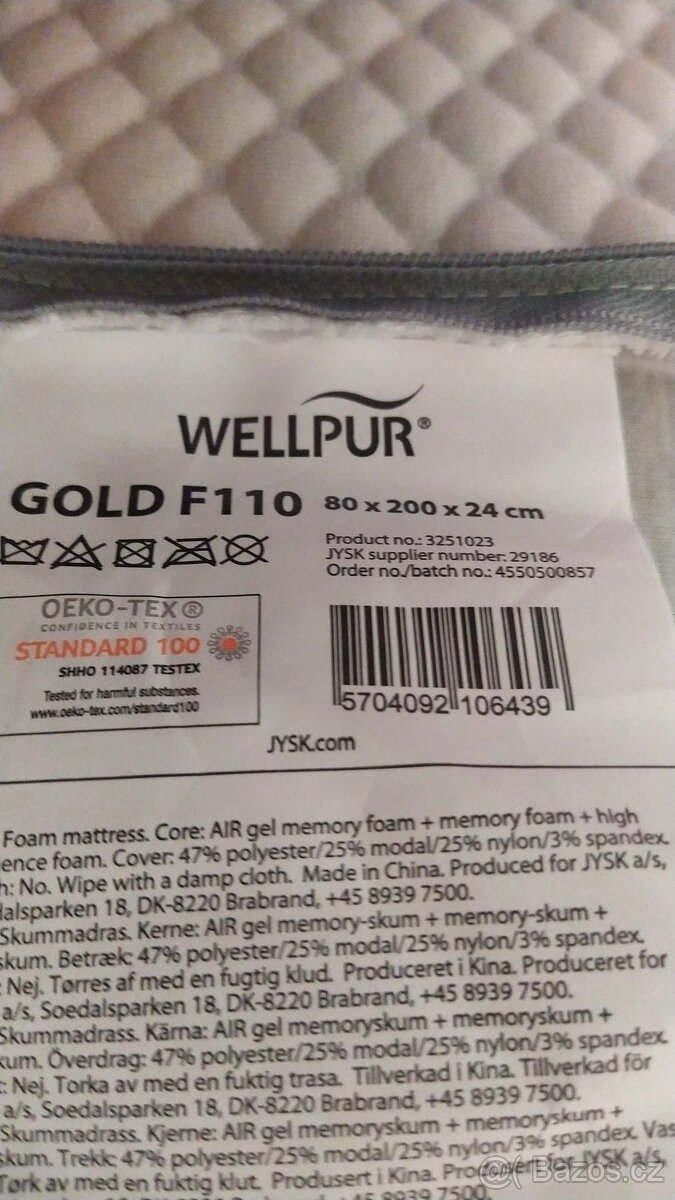 WELLPUR®
GOLD F110 80 x 200 x 24 cm
Product no.: 3251023
JYSK supplier number: 29186
Order no./batch no.: 4550500857
OEKO-TEX®
CONFIDENCE IN TEXTILES
STANDARD 100
SHHO 114087 TESTEX
Tested for harmful substances.
www.oeko-tex.com/standard100
5704092 106439
JYSK.com
Foam mattress. Core: AIR gel memory foam + memory foam + high
ence foam. Cover: 47% polyester/25% modal/25% nylon/3% spandex.
h: No. Wipe with a damp cloth. Made in China. Produced for JYSK a/s,
dalsparken 18, DK-8220 Brabrand, +45 8939 7500.
Skummadras. Kerne: AIR gel memory-skum + memory-skum +
skum. Betræk: 47% polyester/25% modal/25% nylon/3% spandex.
: Nej. Tørres af med en fugtig klud. Produceret i Kina. Produceret for
a/s, Soedalsparken 18, DK-8220 Brabrand, +45 8939 7500.
Skummadrass. Kärna: AIR gel memoryskum + memoryskum +
kum. Överdrag: 47% polyester/25% modal/25% nylon/3% spandex.
: Nej. Torka av med en fuktig trasa. Tillverkad i Kina. Tillverkad för
a/s, Soedalsparken 18, DK-8220 Brabrand, +45 8939 7500.
Skummadrass. Kjerne: AIR gel memoryskum + memoryskum +
skum. Trekk: 47% polyester/25% modal/25% nylon/3% spandex. Vas
Tørk av med en fuktig klut. Produsert i Kina. Produsert for JYSK a/s,
8939 7500.
Bazoš.cz